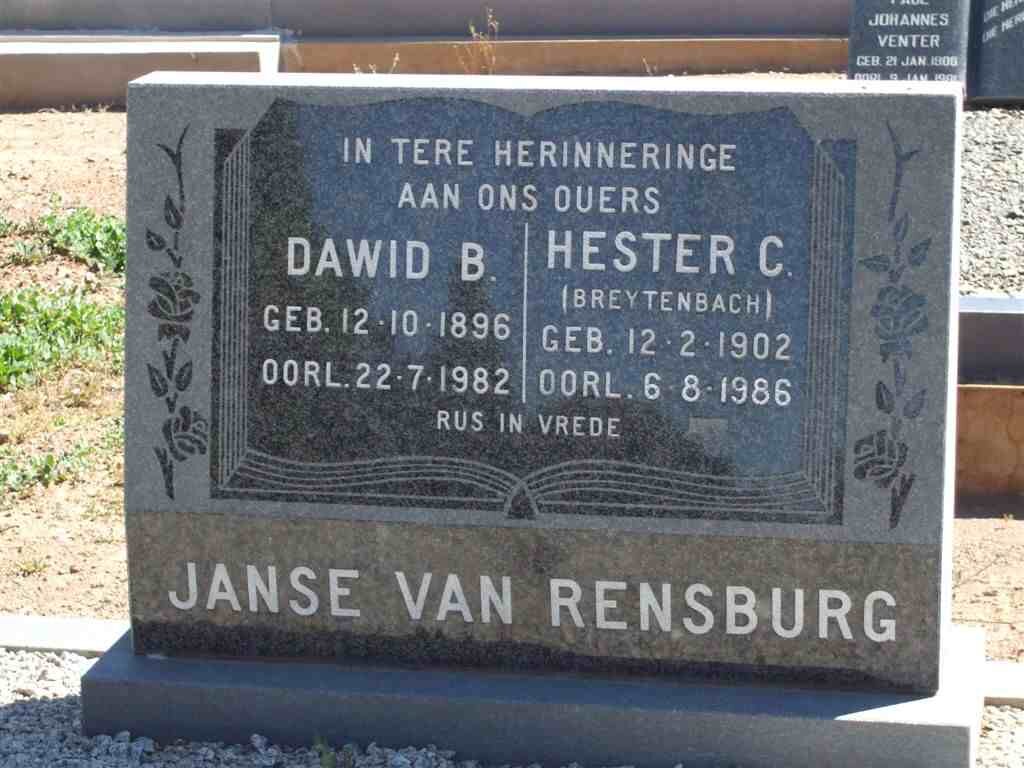 IN TERE HERINNERINGE
AAN ONS OUERS
DAWID B.
GEB. 12·10·1896
OORL. 22·7·1982
HESTER C.
(BREYTENBACH)
GEB. 12·2·1902
OORL. 6·8·1986
RUS IN VREDE
JANSE VAN RENSBURG
JOHANNES
VENTER
GEB. 21 JAN. 1908